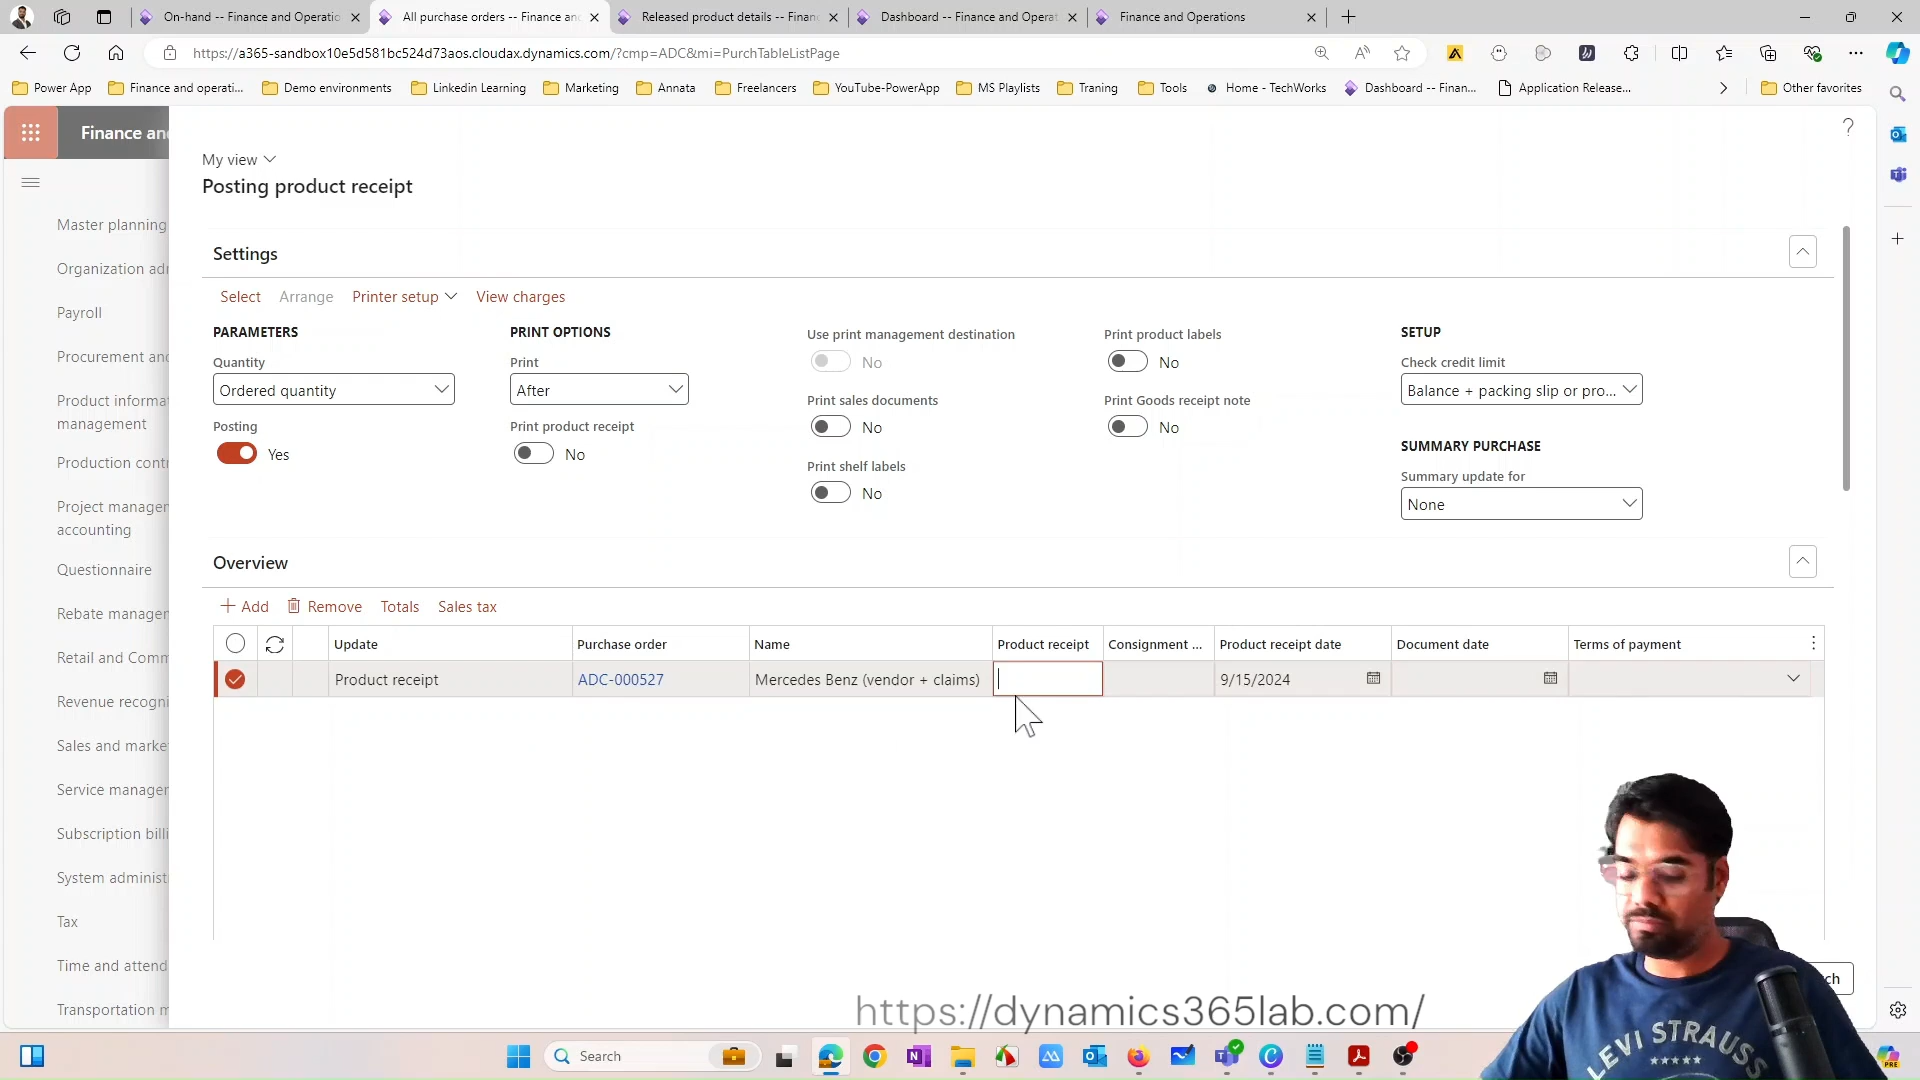 On-hand -- Finance and Operatio
All purchase orders -- Finance and
Released product details -- Financ
Dashboard -- Finance and Operat
Finance and Operations
https://a365-sandbox10e5d581bc524d73aos.cloudax.dynamics.com/?cmp=ADC&mi=PurchTableListPage
Power App
Finance and operati...
Demo environments
Linkedin Learning
Marketing
Annata
Freelancers
YouTube-PowerApp
MS Playlists
Traning
Tools
Home - TechWorks
Dashboard -- Finan...
Application Release...
Other favorites
Finance an
?
My view
Posting product receipt
Master planning
Organization adr
Payroll
Procurement and
Product informat
management
Production contr
Project managem
accounting
Questionnaire
Rebate managem
Retail and Comm
Revenue recogni
Sales and marke
Service manager
Subscription billi
System administ
Tax
Time and attend
Transportation m
Settings
Select
Arrange
Printer setup
View charges
PARAMETERS
Quantity
Ordered quantity
Posting
Yes
PRINT OPTIONS
Print
After
Print product receipt
No
Use print management destination
No
Print sales documents
No
Print shelf labels
No
Print product labels
No
Print Goods receipt note
No
SETUP
Check credit limit
Balance + packing slip or pro...
SUMMARY PURCHASE
Summary update for
None
Overview
Add
Remove
Totals
Sales tax
Update
Purchase order
Name
Product receipt
Consignment ...
Product receipt date
Document date
Terms of payment
Product receipt
ADC-000527
Mercedes Benz (vendor + claims)
9/15/2024
ch
https://dynamics365lab.com/
LEVI STRAUSS
Search
PRE